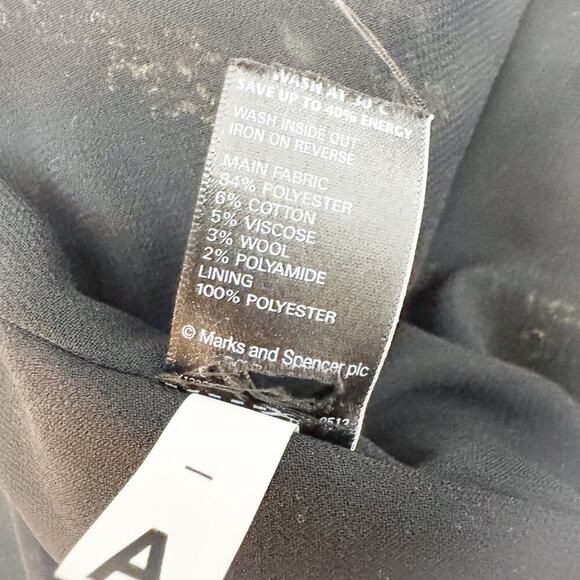 WASH AT 30°C
SAVE UP TO 40% ENERGY
WASH INSIDE OUT
IRON ON REVERSE
MAIN FABRIC
84% POLYESTER
6% COTTON
5% VISCOSE
3% WOOL
2% POLYAMIDE
LINING
100% POLYESTER
© Marks and Spencer plc
0513
A